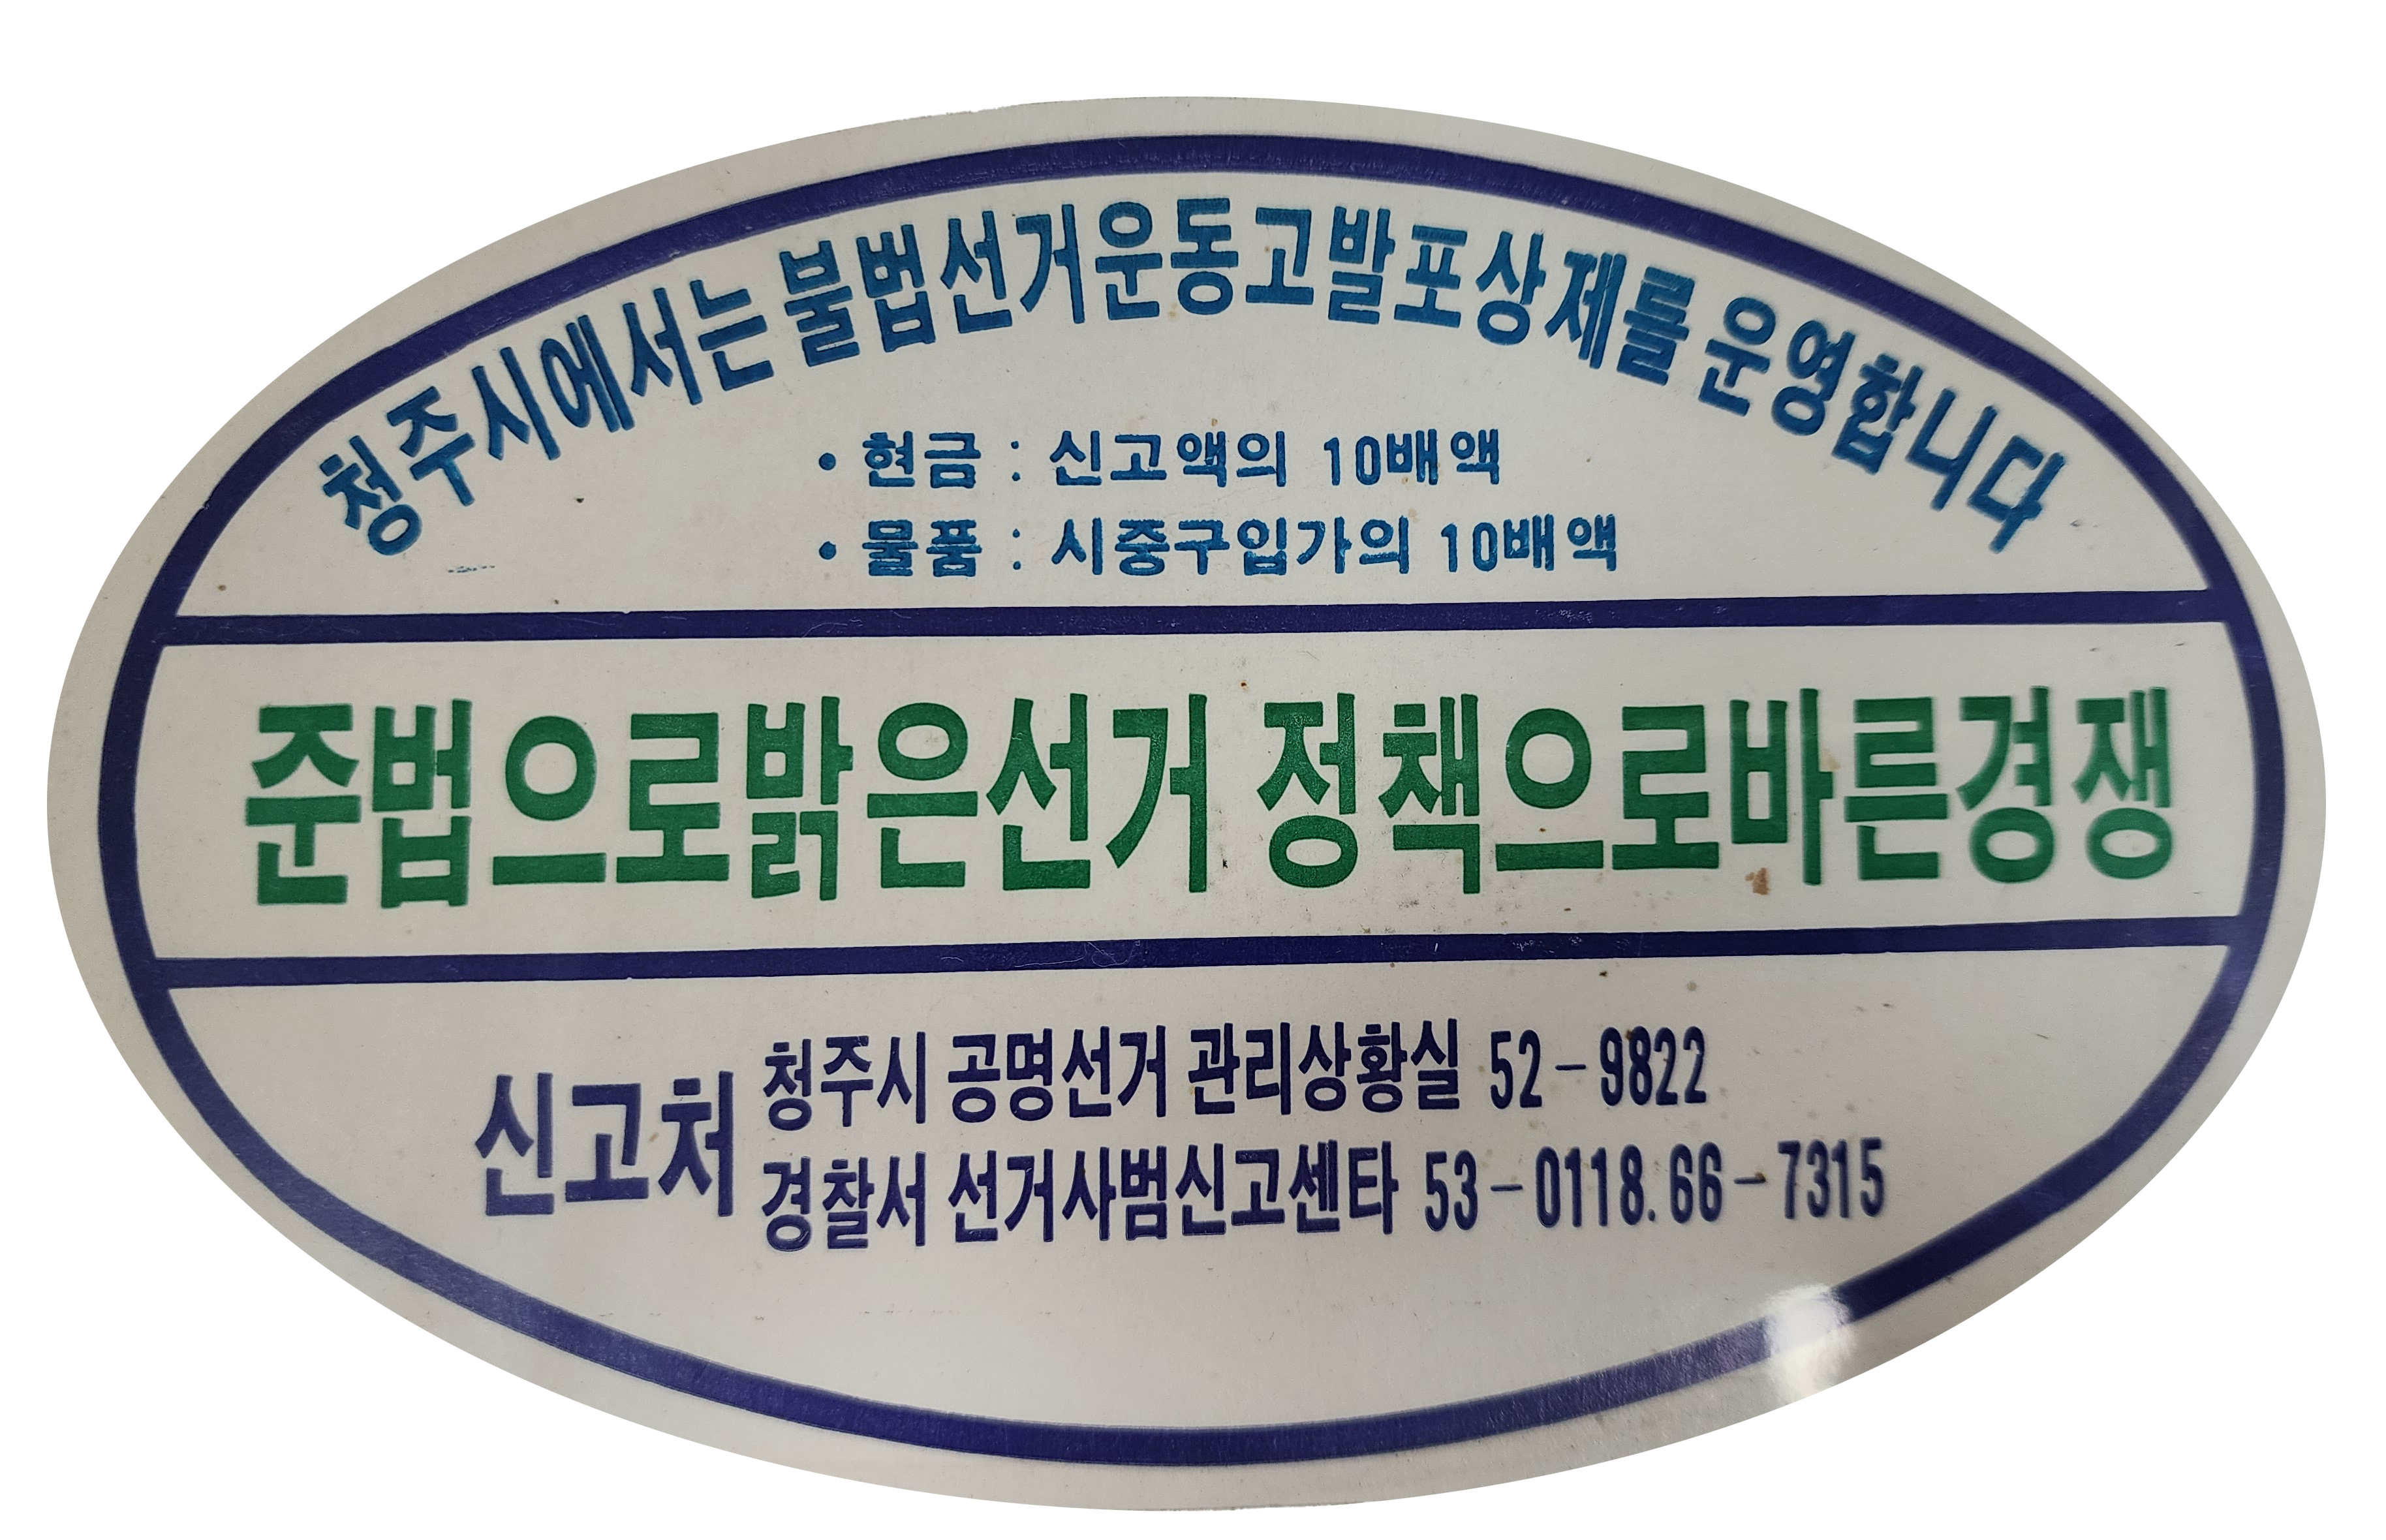 청주시에서는 불법선거운동고발포상제를 운영합니다
• 현금 : 신고액의 10배액
• 물품 : 시중구입가의 10배액
준법으로밝은선거 정책으로바른경쟁
신고처
청주시 공명선거 관리상황실 52-9822
경찰서 선거사범신고센타 53-0118.66-7315